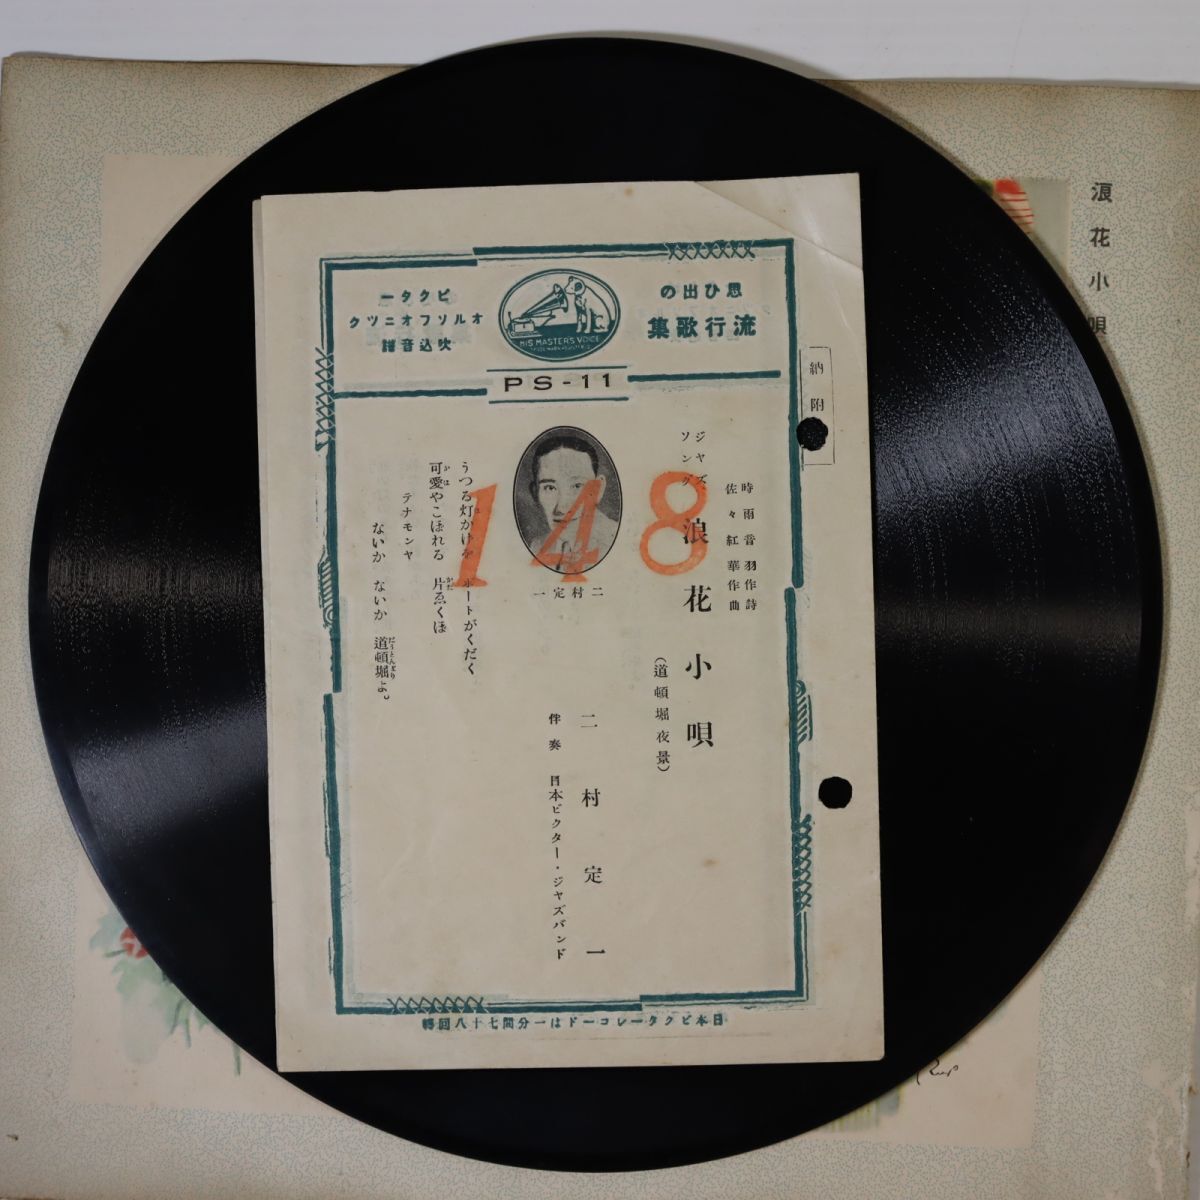 浪花小唄
思ひ出の
流行歌集
HIS MASTER'S VOICE
ビクター
オルソフオニツク
吹込音譜
PS-11
納附
148
時雨音羽作詩
佐々紅華作曲
ジヤズ
ソング
浪花小唄
(道頓堀夜景)
二村定一
伴奏 日本ビクター・ジヤズバンド
二村定一
うつる灯かげを ボートがくだく
可愛やこぼれる 片ゑくぼ
テナモンヤ
ないか ないか 道頓堀よ。
日本ビクターレコードは一分間七十八回轉